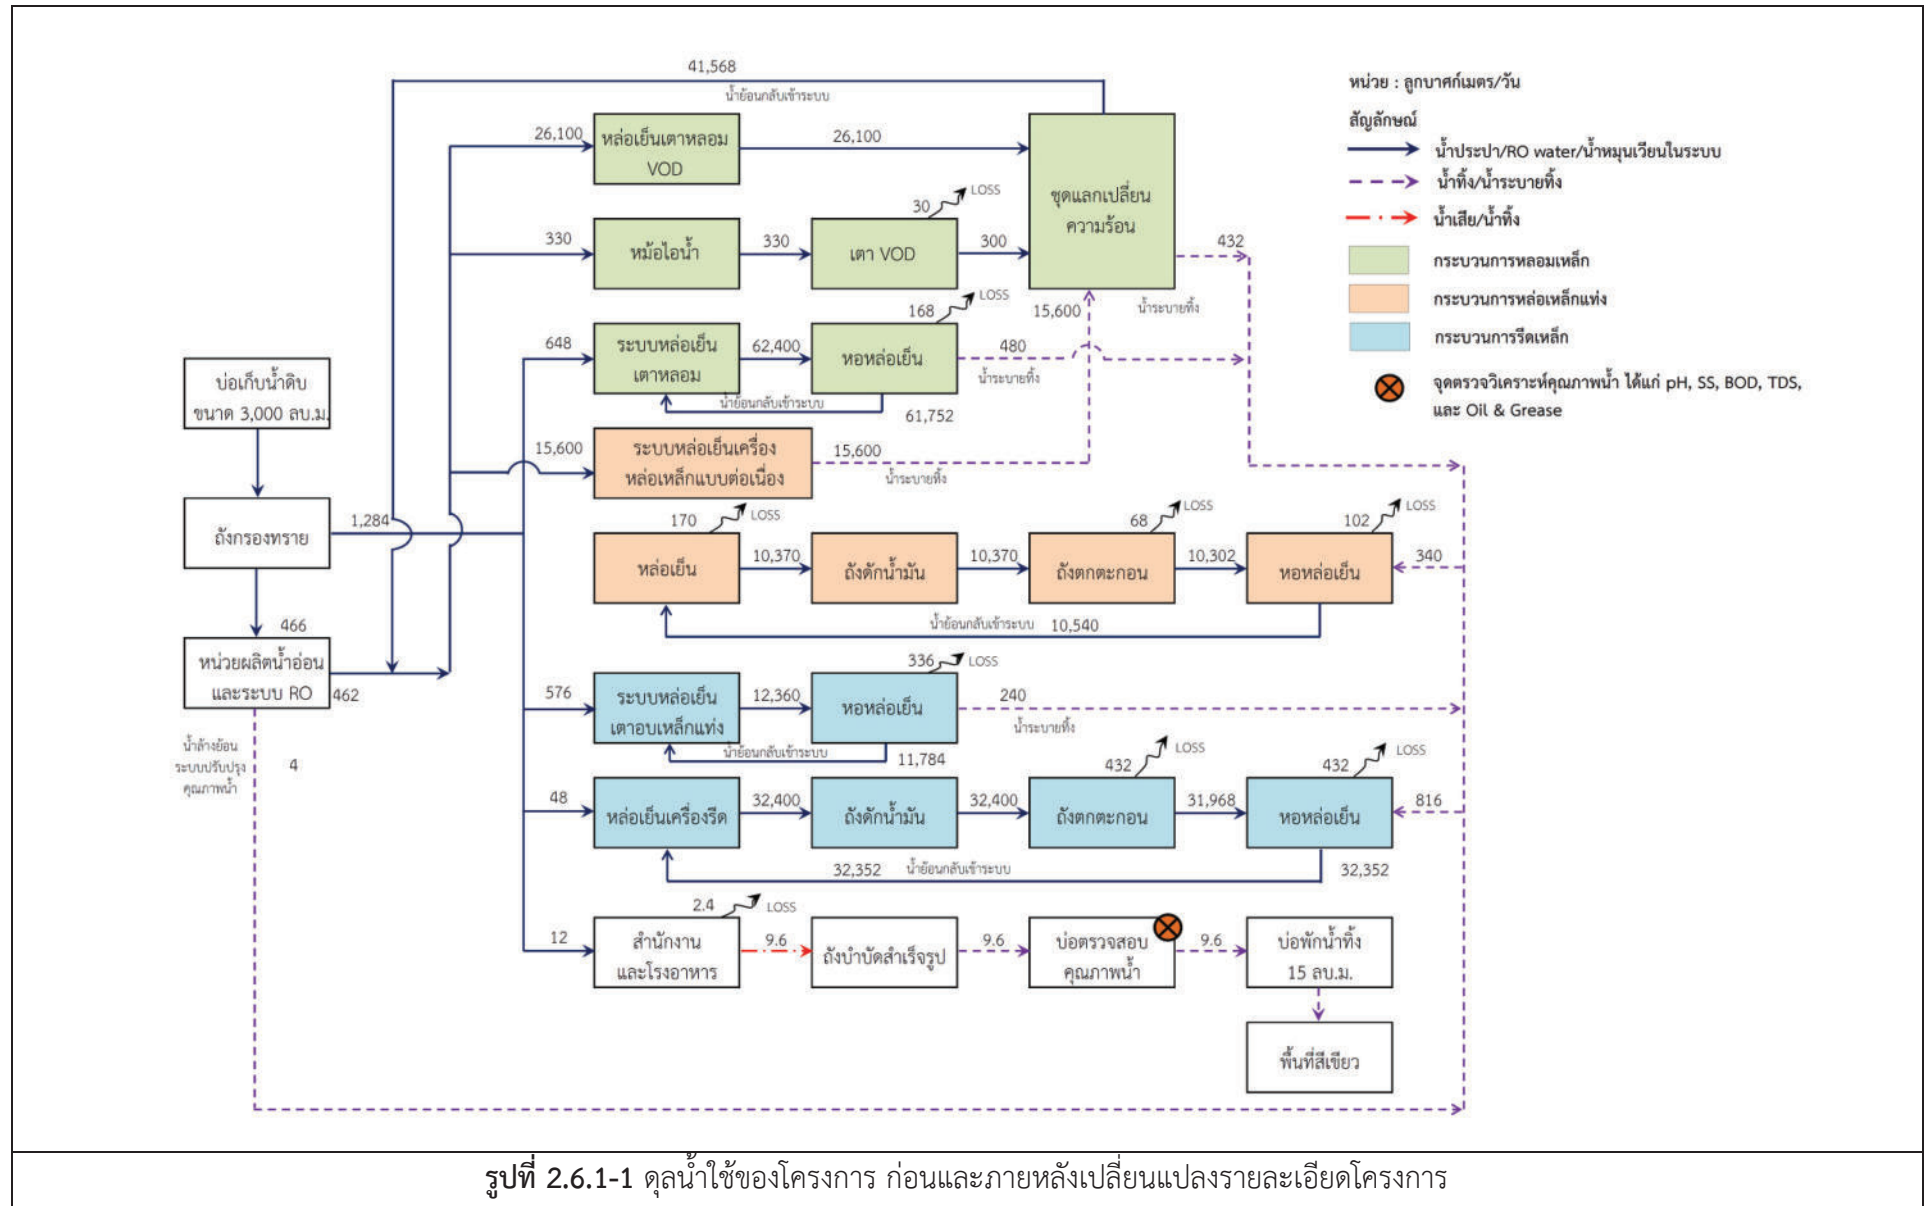 41,568
น้ำย้อนกลับเข้าระบบ
หน่วย : ลูกบาศก์เมตร/วัน
สัญลักษณ์
น้ำประปา/RO water/น้ำหมุนเวียนในระบบ
น้ำทิ้ง/น้ำระบายทิ้ง
น้ำเสีย/น้ำทิ้ง
กระบวนการหลอมเหล็ก
กระบวนการหล่อเหล็กแท่ง
กระบวนการรีดเหล็ก
จุดตรวจวิเคราะห์คุณภาพน้ำ ได้แก่ pH, SS, BOD, TDS,
และ Oil & Grease
26,100
หล่อเย็นเตาหลอม
VOD
26,100
ชุดแลกเปลี่ยน
ความร้อน
330
หม้อไอน้ำ
330
เตา VOD
30
LOSS
300
432
น้ำระบายทิ้ง
15,600
648
ระบบหล่อเย็น
เตาหลอม
62,400
หอหล่อเย็น
168
LOSS
480
น้ำระบายทิ้ง
น้ำย้อนกลับเข้าระบบ
61,752
บ่อเก็บน้ำดิบ
ขนาด 3,000 ลบ.ม.
15,600
ระบบหล่อเย็นเครื่อง
หล่อเหล็กแบบต่อเนื่อง
15,600
น้ำระบายทิ้ง
ถังกรองทราย
1,284
170
LOSS
หล่อเย็น
10,370
ถังดักน้ำมัน
10,370
68
LOSS
ถังตกตะกอน
10,302
102
LOSS
หอหล่อเย็น
340
น้ำย้อนกลับเข้าระบบ
10,540
466
หน่วยผลิตน้ำอ่อน
และระบบ RO
462
576
ระบบหล่อเย็น
เตาอบเหล็กแท่ง
12,360
หอหล่อเย็น
336
LOSS
240
น้ำระบายทิ้ง
น้ำย้อนกลับเข้าระบบ
11,784
น้ำล้างย้อน
ระบบปรับปรุง
คุณภาพน้ำ
4
48
หล่อเย็นเครื่องรีด
32,400
ถังดักน้ำมัน
32,400
432
LOSS
ถังตกตะกอน
31,968
432
LOSS
หอหล่อเย็น
816
32,352
น้ำย้อนกลับเข้าระบบ
32,352
12
สำนักงาน
และโรงอาหาร
2.4
LOSS
9.6
ถังบำบัดสำเร็จรูป
9.6
บ่อตรวจสอบ
คุณภาพน้ำ
9.6
บ่อพักน้ำทิ้ง
15 ลบ.ม.
พื้นที่สีเขียว
รูปที่ 2.6.1-1 ดุลน้ำใช้ของโครงการ ก่อนและภายหลังเปลี่ยนแปลงรายละเอียดโครงการ